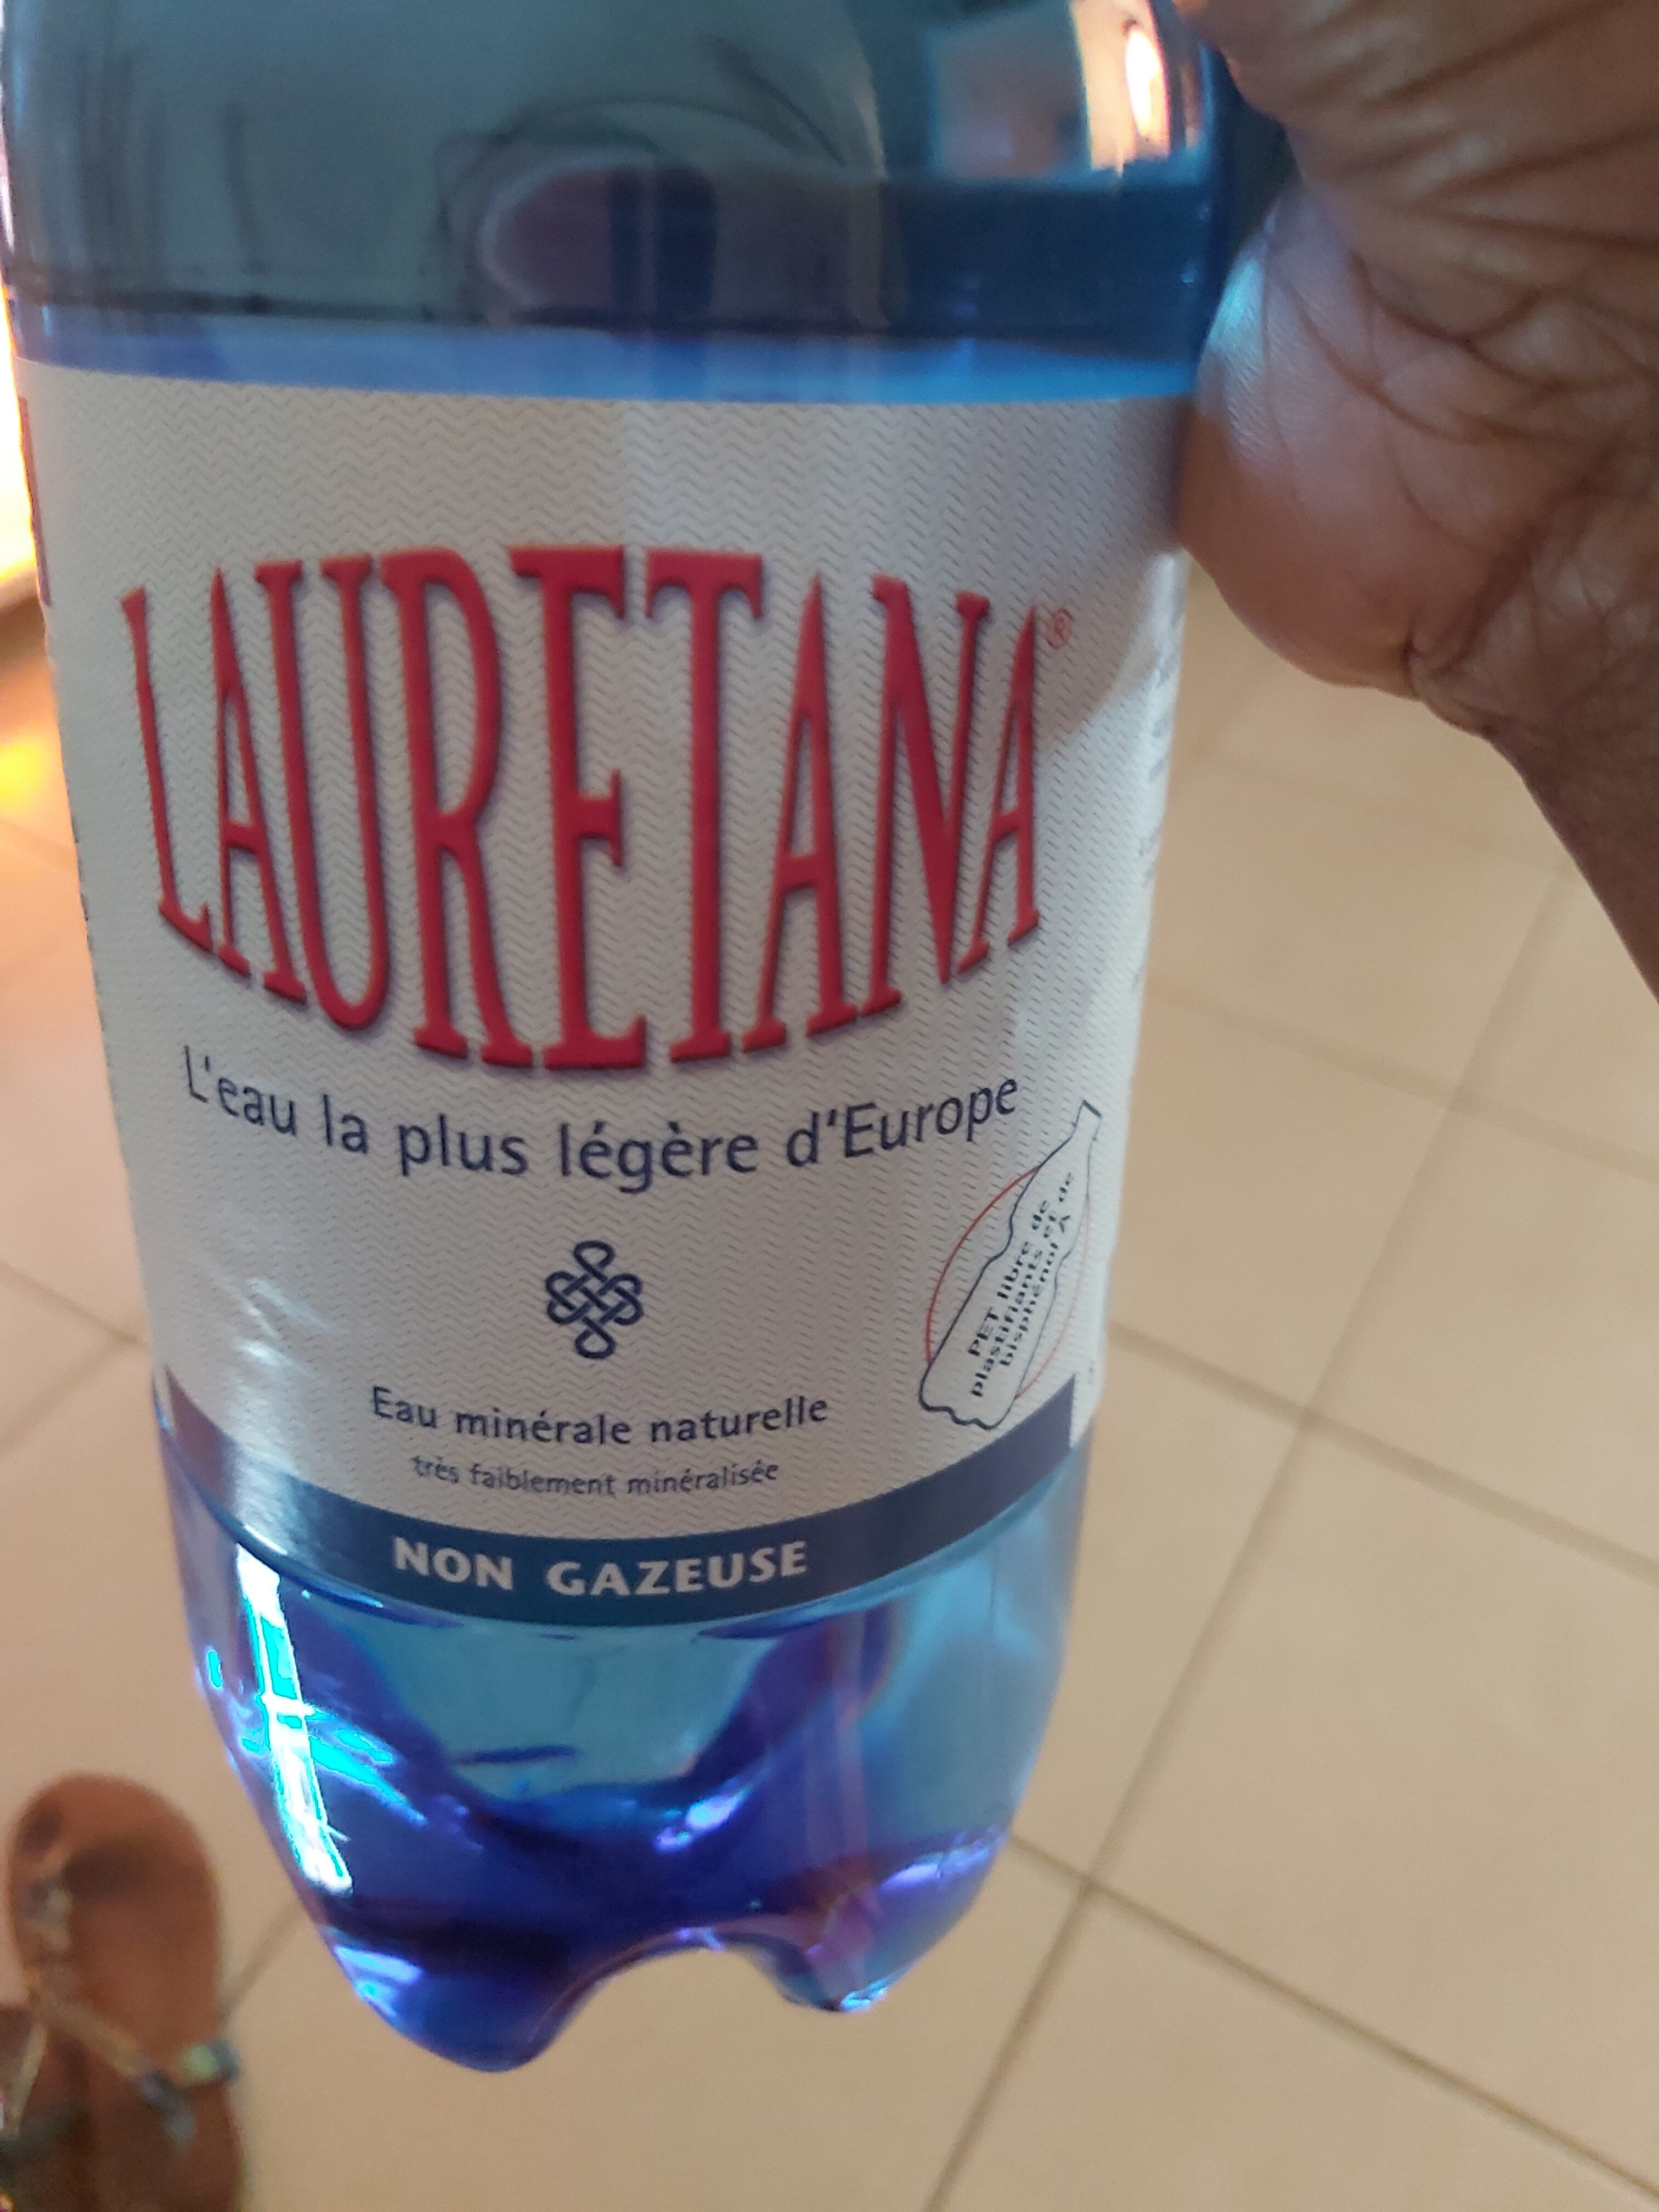 LAURETANA®
L'eau la plus légère d'Europe
PET libre de
plastifiants et de
bisphénol A
Eau minérale naturelle
très faiblement minéralisée
NON GAZEUSE